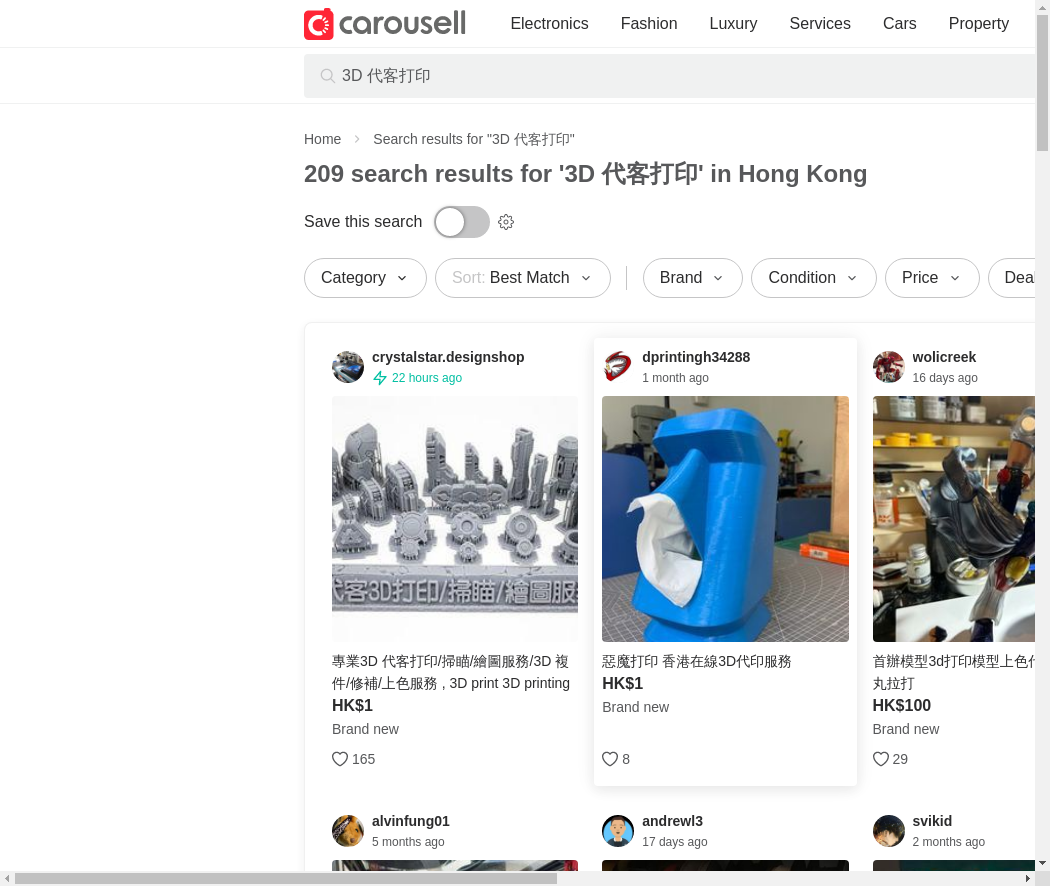 carousell
Electronics Fashion Luxury Services Cars Property
3D 代客打印
Home Search results for "3D 代客打印"
209 search results for '3D 代客打印' in Hong Kong
Save this search
Category Sort: Best Match Brand Condition Price Deal
crystalstar.designshop
22 hours ago
代客3D打印/掃瞄/繪圖服
專業3D 代客打印/掃瞄/繪圖服務/3D 複
件/修補/上色服務 , 3D print 3D printing
HK$1
Brand new
165
dprintingh34288
1 month ago
惡魔打印 香港在線3D代印服務
HK$1
Brand new
8
wolicreek
16 days ago
首辦模型3d打印模型上色代
丸拉打
HK$100
Brand new
29
alvinfung01
5 months ago
andrewl3
17 days ago
svikid
2 months ago